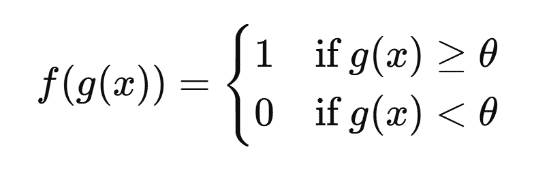 f(g(x)) = { 1 if g(x) ≥ θ
0 if g(x) < θ